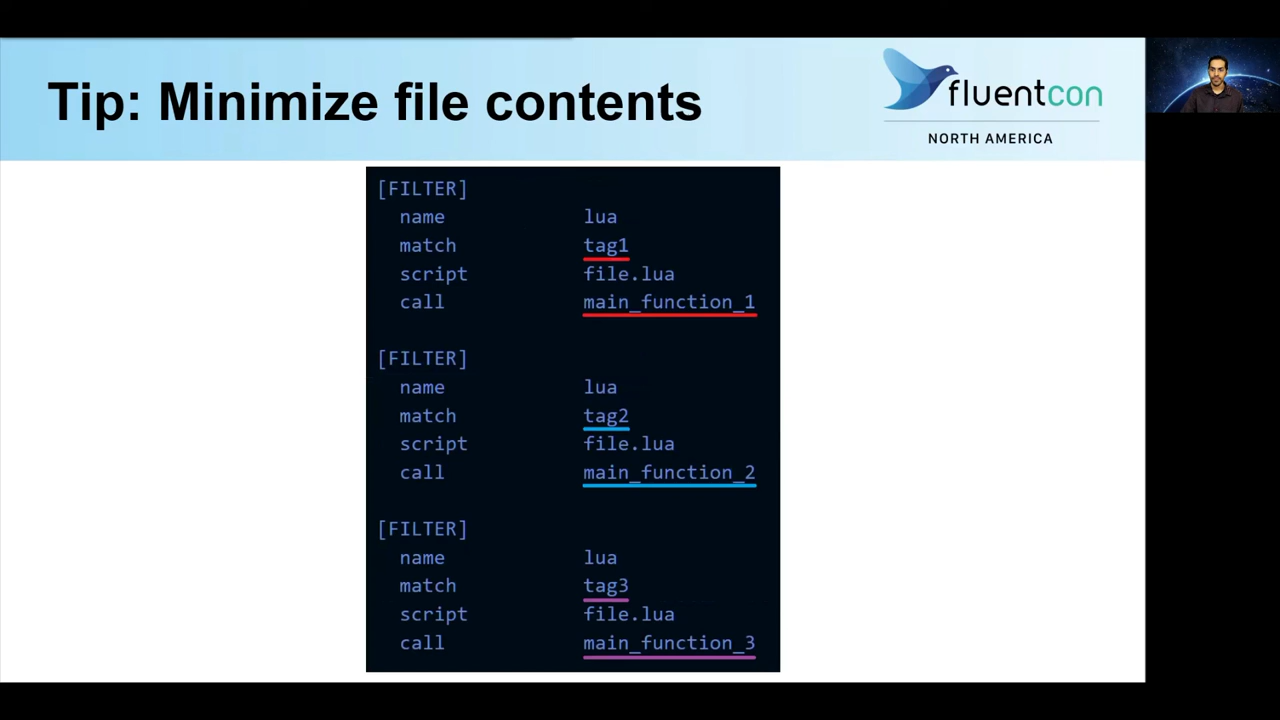 Tip: Minimize file contents
fluentcon
NORTH AMERICA
[FILTER]
name lua
match tag1
script file.lua
call main_function_1
[FILTER]
name lua
match tag2
script file.lua
call main_function_2
[FILTER]
name lua
match tag3
script file.lua
call main_function_3